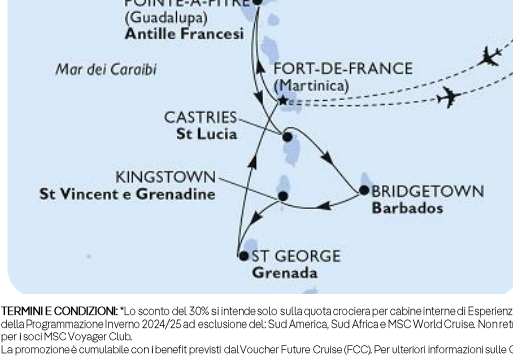 POINTE-À-PITRE
(Guadalupa)
Antille Francesi
Mar dei Caraibi
FORT-DE-FRANCE
(Martinica)
CASTRIES
St Lucia
KINGSTOWN
St Vincent e Grenadine
BRIDGETOWN
Barbados
ST GEORGE
Grenada
TERMINI E CONDIZIONI: *Lo sconto del 30% si intende solo sulla quota crociera per cabine interne di Esperienz
della Programmazione Inverno 2024/25 ad esclusione del: Sud America, Sud Africa e MSC World Cruise. Non retr
per i soci MSC Voyager Club.
La promozione è cumulabile con i benefit previsti dal Voucher Future Cruise (FCC). Per ulteriori informazioni sulle C